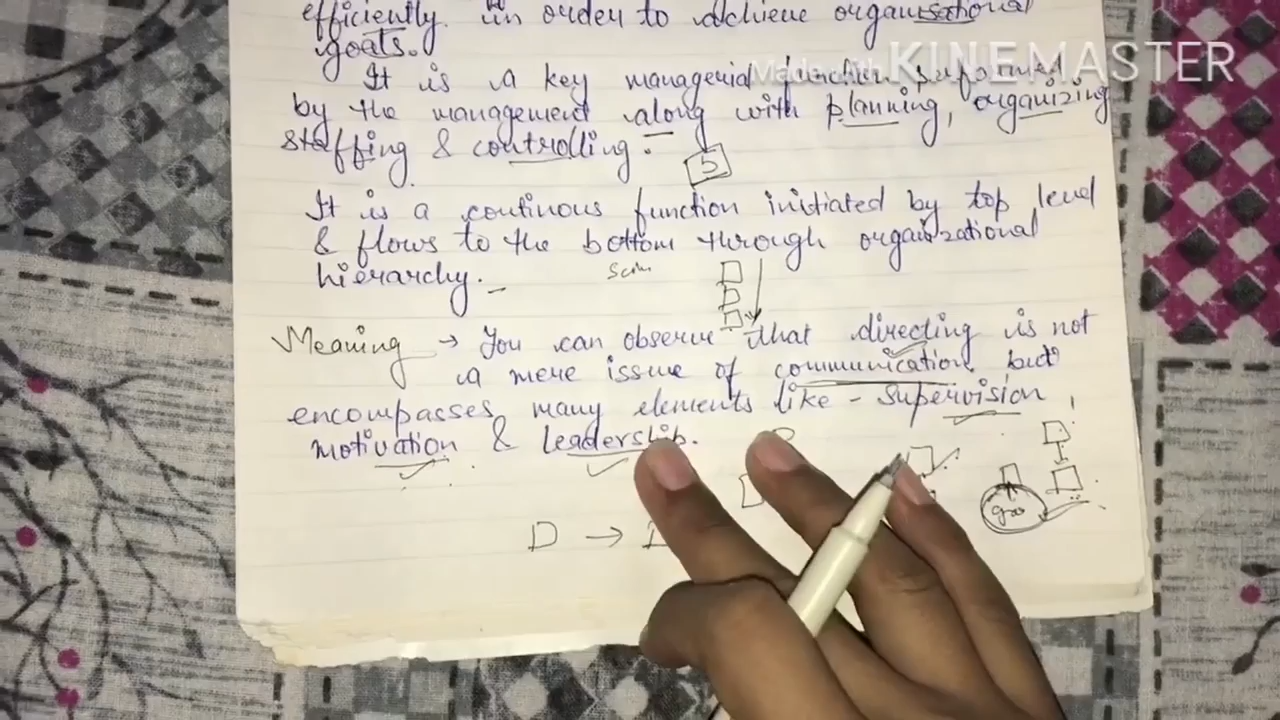 efficiently in order to achieve organisational
goals.
Made with KINEMASTER
It is a key managerial function performed
by the management along with planning, organizing
staffing & controlling.
5
It is a continous function initiated by top level
& flows to the bottom through organizational
hierarchy.
Meaning → You can observe that directing is not
a mere issue of communication but
encompasses many elements like - supervision
motivation & leadership.
D →